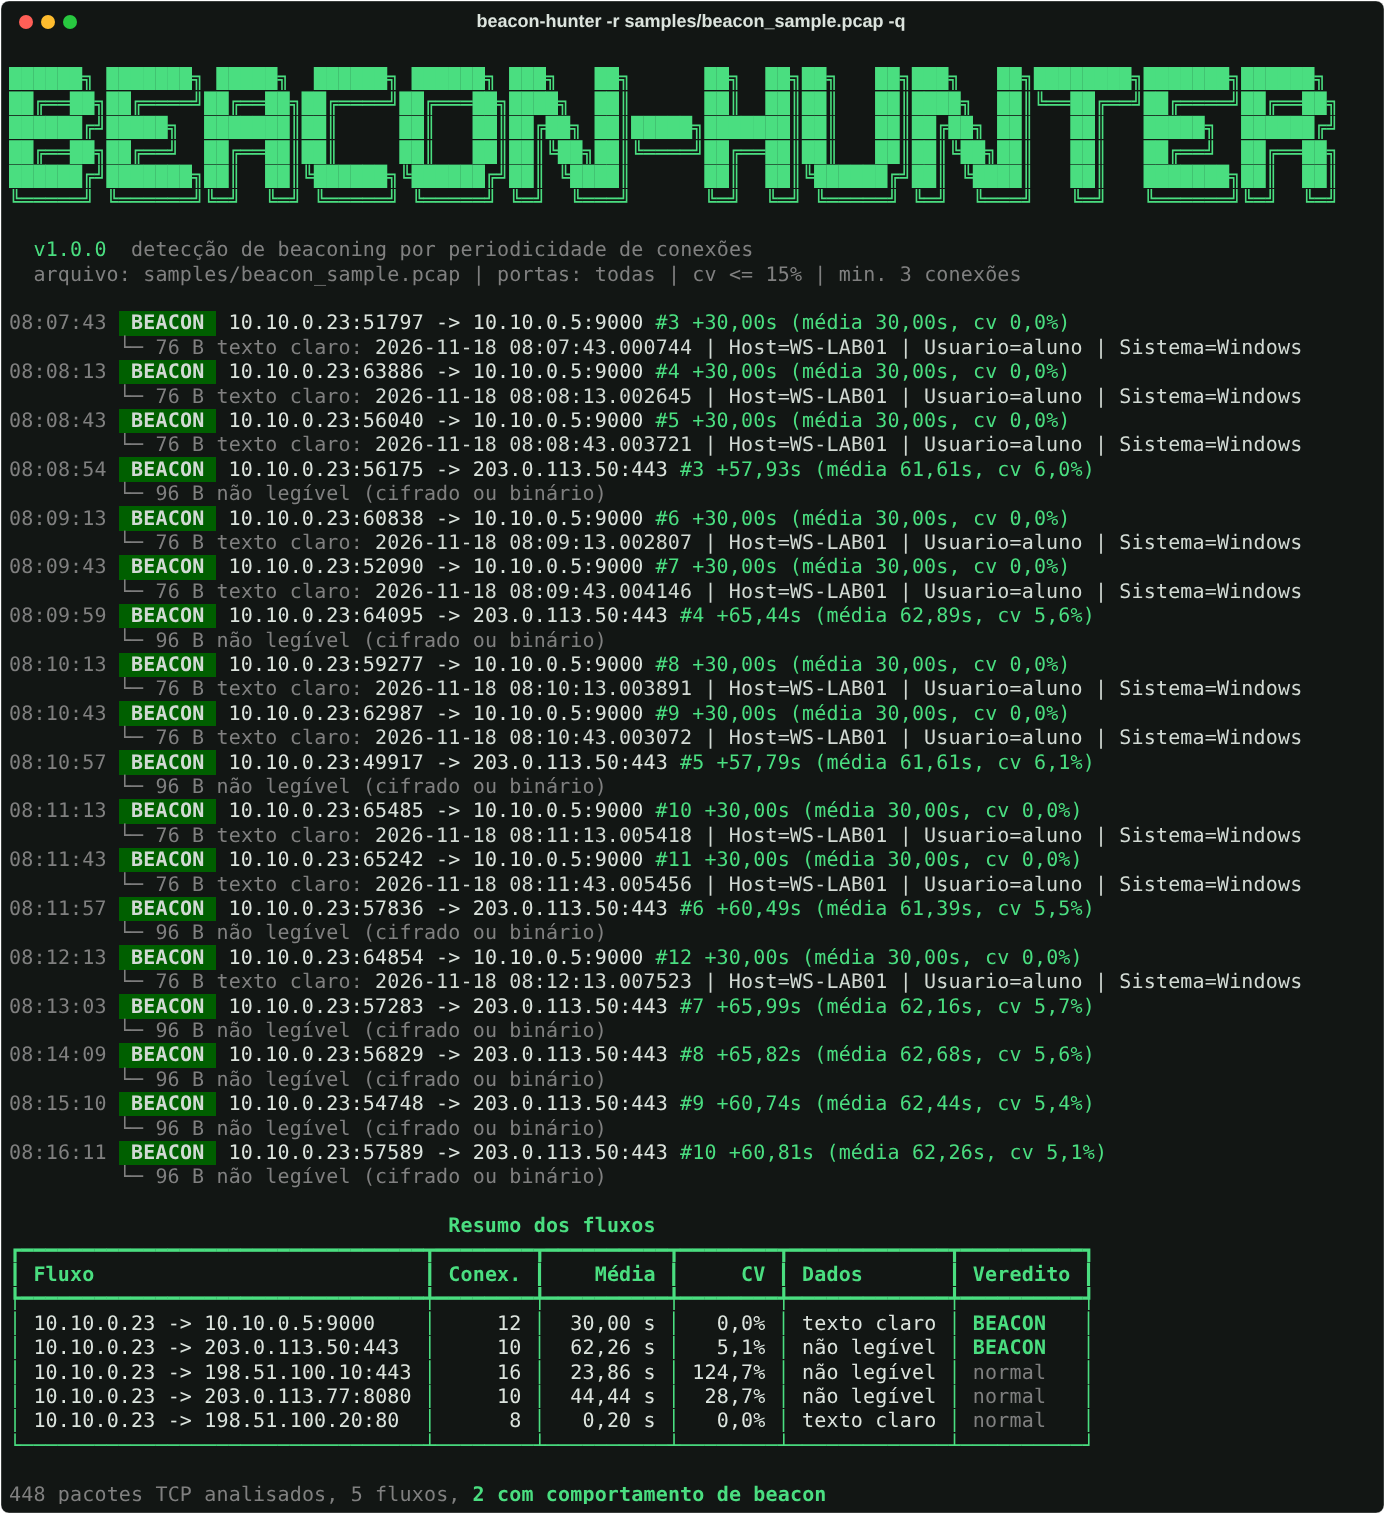 beacon-hunter -r samples/beacon_sample.pcap -q
BEACON-HUNTER
v1.0.0  detecção de beaconing por periodicidade de conexões
arquivo: samples/beacon_sample.pcap | portas: todas | cv <= 15% | min. 3 conexões
08:07:43 BEACON 10.10.0.23:51797 -> 10.10.0.5:9000 #3 +30,00s (média 30,00s, cv 0,0%)
└─ 76 B texto claro: 2026-11-18 08:07:43.000744 | Host=WS-LAB01 | Usuario=aluno | Sistema=Windows
08:08:13 BEACON 10.10.0.23:63886 -> 10.10.0.5:9000 #4 +30,00s (média 30,00s, cv 0,0%)
└─ 76 B texto claro: 2026-11-18 08:08:13.002645 | Host=WS-LAB01 | Usuario=aluno | Sistema=Windows
08:08:43 BEACON 10.10.0.23:56040 -> 10.10.0.5:9000 #5 +30,00s (média 30,00s, cv 0,0%)
└─ 76 B texto claro: 2026-11-18 08:08:43.003721 | Host=WS-LAB01 | Usuario=aluno | Sistema=Windows
08:08:54 BEACON 10.10.0.23:56175 -> 203.0.113.50:443 #3 +57,93s (média 61,61s, cv 6,0%)
└─ 96 B não legível (cifrado ou binário)
08:09:13 BEACON 10.10.0.23:60838 -> 10.10.0.5:9000 #6 +30,00s (média 30,00s, cv 0,0%)
└─ 76 B texto claro: 2026-11-18 08:09:13.002807 | Host=WS-LAB01 | Usuario=aluno | Sistema=Windows
08:09:43 BEACON 10.10.0.23:52090 -> 10.10.0.5:9000 #7 +30,00s (média 30,00s, cv 0,0%)
└─ 76 B texto claro: 2026-11-18 08:09:43.004146 | Host=WS-LAB01 | Usuario=aluno | Sistema=Windows
08:09:59 BEACON 10.10.0.23:64095 -> 203.0.113.50:443 #4 +65,44s (média 62,89s, cv 5,6%)
└─ 96 B não legível (cifrado ou binário)
08:10:13 BEACON 10.10.0.23:59277 -> 10.10.0.5:9000 #8 +30,00s (média 30,00s, cv 0,0%)
└─ 76 B texto claro: 2026-11-18 08:10:13.003891 | Host=WS-LAB01 | Usuario=aluno | Sistema=Windows
08:10:43 BEACON 10.10.0.23:62987 -> 10.10.0.5:9000 #9 +30,00s (média 30,00s, cv 0,0%)
└─ 76 B texto claro: 2026-11-18 08:10:43.003072 | Host=WS-LAB01 | Usuario=aluno | Sistema=Windows
08:10:57 BEACON 10.10.0.23:49917 -> 203.0.113.50:443 #5 +57,79s (média 61,61s, cv 6,1%)
└─ 96 B não legível (cifrado ou binário)
08:11:13 BEACON 10.10.0.23:65485 -> 10.10.0.5:9000 #10 +30,00s (média 30,00s, cv 0,0%)
└─ 76 B texto claro: 2026-11-18 08:11:13.005418 | Host=WS-LAB01 | Usuario=aluno | Sistema=Windows
08:11:43 BEACON 10.10.0.23:65242 -> 10.10.0.5:9000 #11 +30,00s (média 30,00s, cv 0,0%)
└─ 76 B texto claro: 2026-11-18 08:11:43.005456 | Host=WS-LAB01 | Usuario=aluno | Sistema=Windows
08:11:57 BEACON 10.10.0.23:57836 -> 203.0.113.50:443 #6 +60,49s (média 61,39s, cv 5,5%)
└─ 96 B não legível (cifrado ou binário)
08:12:13 BEACON 10.10.0.23:64854 -> 10.10.0.5:9000 #12 +30,00s (média 30,00s, cv 0,0%)
└─ 76 B texto claro: 2026-11-18 08:12:13.007523 | Host=WS-LAB01 | Usuario=aluno | Sistema=Windows
08:13:03 BEACON 10.10.0.23:57283 -> 203.0.113.50:443 #7 +65,99s (média 62,16s, cv 5,7%)
└─ 96 B não legível (cifrado ou binário)
08:14:09 BEACON 10.10.0.23:56829 -> 203.0.113.50:443 #8 +65,82s (média 62,68s, cv 5,6%)
└─ 96 B não legível (cifrado ou binário)
08:15:10 BEACON 10.10.0.23:54748 -> 203.0.113.50:443 #9 +60,74s (média 62,44s, cv 5,4%)
└─ 96 B não legível (cifrado ou binário)
08:16:11 BEACON 10.10.0.23:57589 -> 203.0.113.50:443 #10 +60,81s (média 62,26s, cv 5,1%)
└─ 96 B não legível (cifrado ou binário)
Resumo dos fluxos
Fluxo | Conex. | Média | CV | Dados | Veredito
10.10.0.23 -> 10.10.0.5:9000 | 12 | 30,00 s | 0,0% | texto claro | BEACON
10.10.0.23 -> 203.0.113.50:443 | 10 | 62,26 s | 5,1% | não legível | BEACON
10.10.0.23 -> 198.51.100.10:443 | 16 | 23,86 s | 124,7% | não legível | normal
10.10.0.23 -> 203.0.113.77:8080 | 10 | 44,44 s | 28,7% | não legível | normal
10.10.0.23 -> 198.51.100.20:80 | 8 | 0,20 s | 0,0% | texto claro | normal
448 pacotes TCP analisados, 5 fluxos, 2 com comportamento de beacon